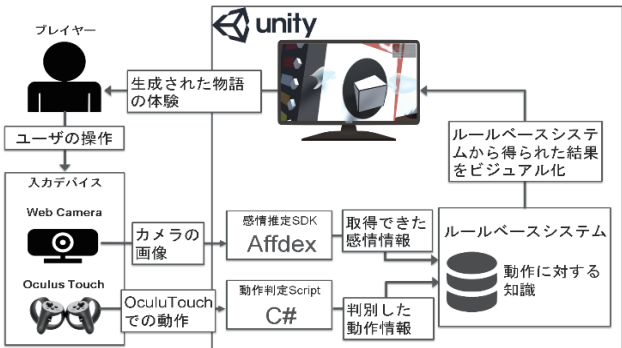 unity
プレイヤー
生成された物語
の体験
ユーザの操作
ルールベースシステ
ムから得られた結果
をビジュアル化
入力デバイス
Web Camera
カメラの
画像
感情推定SDK
Affdex
取得できた
感情情報
ルールベースシステム
動作に対する
知識
Oculus Touch
OculuTouch
での動作
動作判定Script
C#
判別した
動作情報